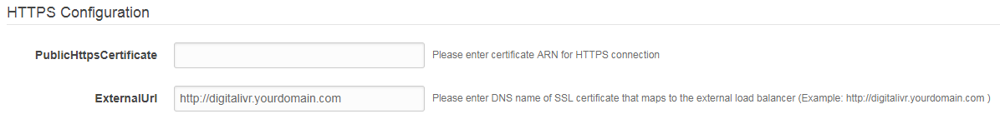 HTTPS Configuration
PublicHttpsCertificate Please enter certificate ARN for HTTPS connection
ExternalUrl http://digitalivr.yourdomain.com Please enter DNS name of SSL certificate that maps to the external load balancer (Example: http://digitalivr.yourdomain.com )